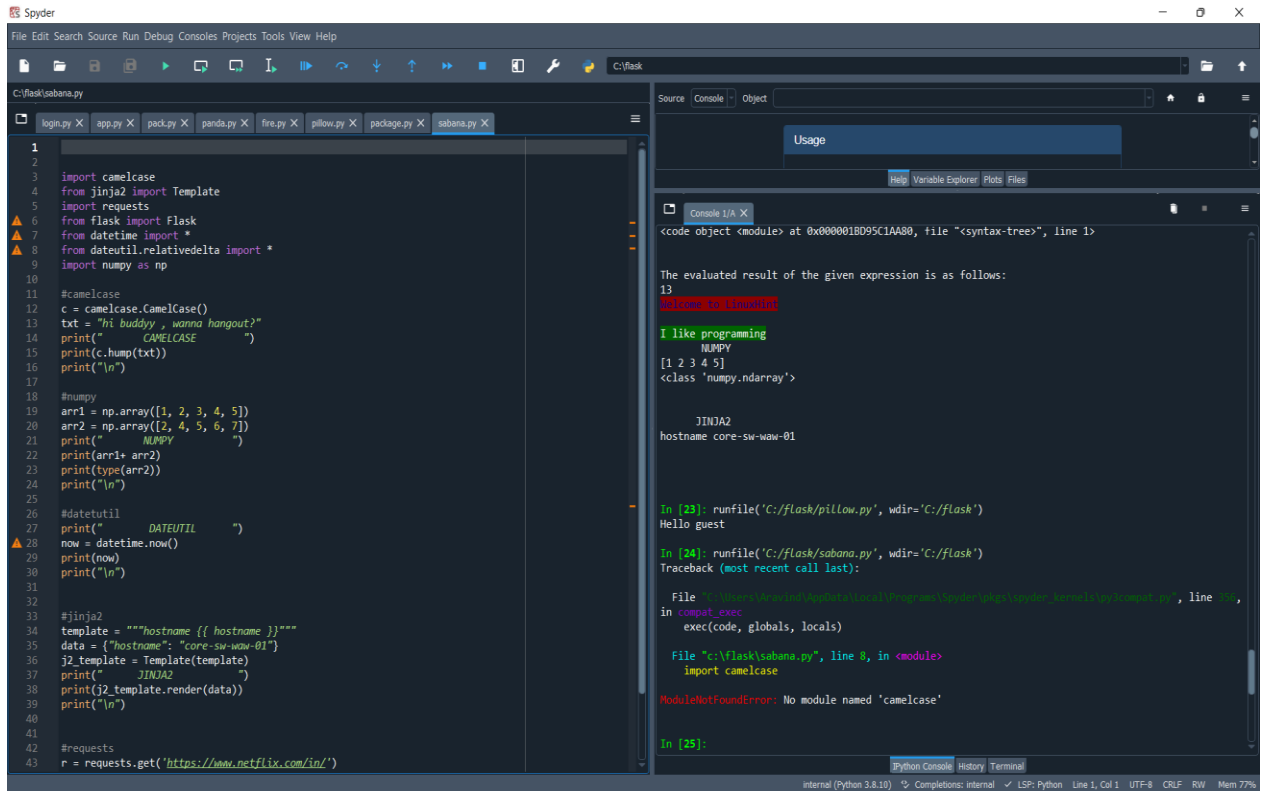 Spyder
File Edit Search Source Run Debug Consoles Projects Tools View Help
C:\flask
C:\flask\sabana.py
login.py X app.py X pack.py X panda.py X fire.py X pillow.py X package.py X sabana.py X
1
2
3 import camelcase
4 from jinja2 import Template
5 import requests
6 from flask import Flask
7 from datetime import *
8 from dateutil.relativedelta import *
9 import numpy as np
10
11 #camelcase
12 c = camelcase.CamelCase()
13 txt = "hi buddyy , wanna hangout?"
14 print("       CAMELCASE        ")
15 print(c.hump(txt))
16 print("\n")
17
18 #numpy
19 arr1 = np.array([1, 2, 3, 4, 5])
20 arr2 = np.array([2, 4, 5, 6, 7])
21 print("       NUMPY          ")
22 print(arr1+ arr2)
23 print(type(arr2))
24 print("\n")
25
26 #datetutil
27 print("        DATEUTIL      ")
28 now = datetime.now()
29 print(now)
30 print("\n")
31
32
33 #jinja2
34 template = """hostname {{ hostname }}"""
35 data = {"hostname": "core-sw-waw-01"}
36 j2_template = Template(template)
37 print("      JINJA2           ")
38 print(j2_template.render(data))
39 print("\n")
40
41
42 #requests
43 r = requests.get('https://www.netflix.com/in/')
Source Console Object
Usage
Help Variable Explorer Plots Files
Console 1/A X
<code object <module> at 0x000001BD95C1AA80, file "<syntax-tree>", line 1>
The evaluated result of the given expression is as follows:
13
Welcome to LinuxHint
I like programming
NUMPY
[1 2 3 4 5]
<class 'numpy.ndarray'>
JINJA2
hostname core-sw-waw-01
In [23]: runfile('C:/flask/pillow.py', wdir='C:/flask')
Hello guest
In [24]: runfile('C:/flask/sabana.py', wdir='C:/flask')
Traceback (most recent call last):
File "C:\Users\Aravind\AppData\Local\Programs\Spyder\pkgs\spyder_kernels\py3compat.py", line 356,
in compat_exec
exec(code, globals, locals)
File "c:\flask\sabana.py", line 8, in <module>
import camelcase
ModuleNotFoundError: No module named 'camelcase'
In [25]:
IPython Console History Terminal
internal (Python 3.8.10) Completions: internal LSP: Python Line 1, Col 1 UTF-8 CRLF RW Mem 77%